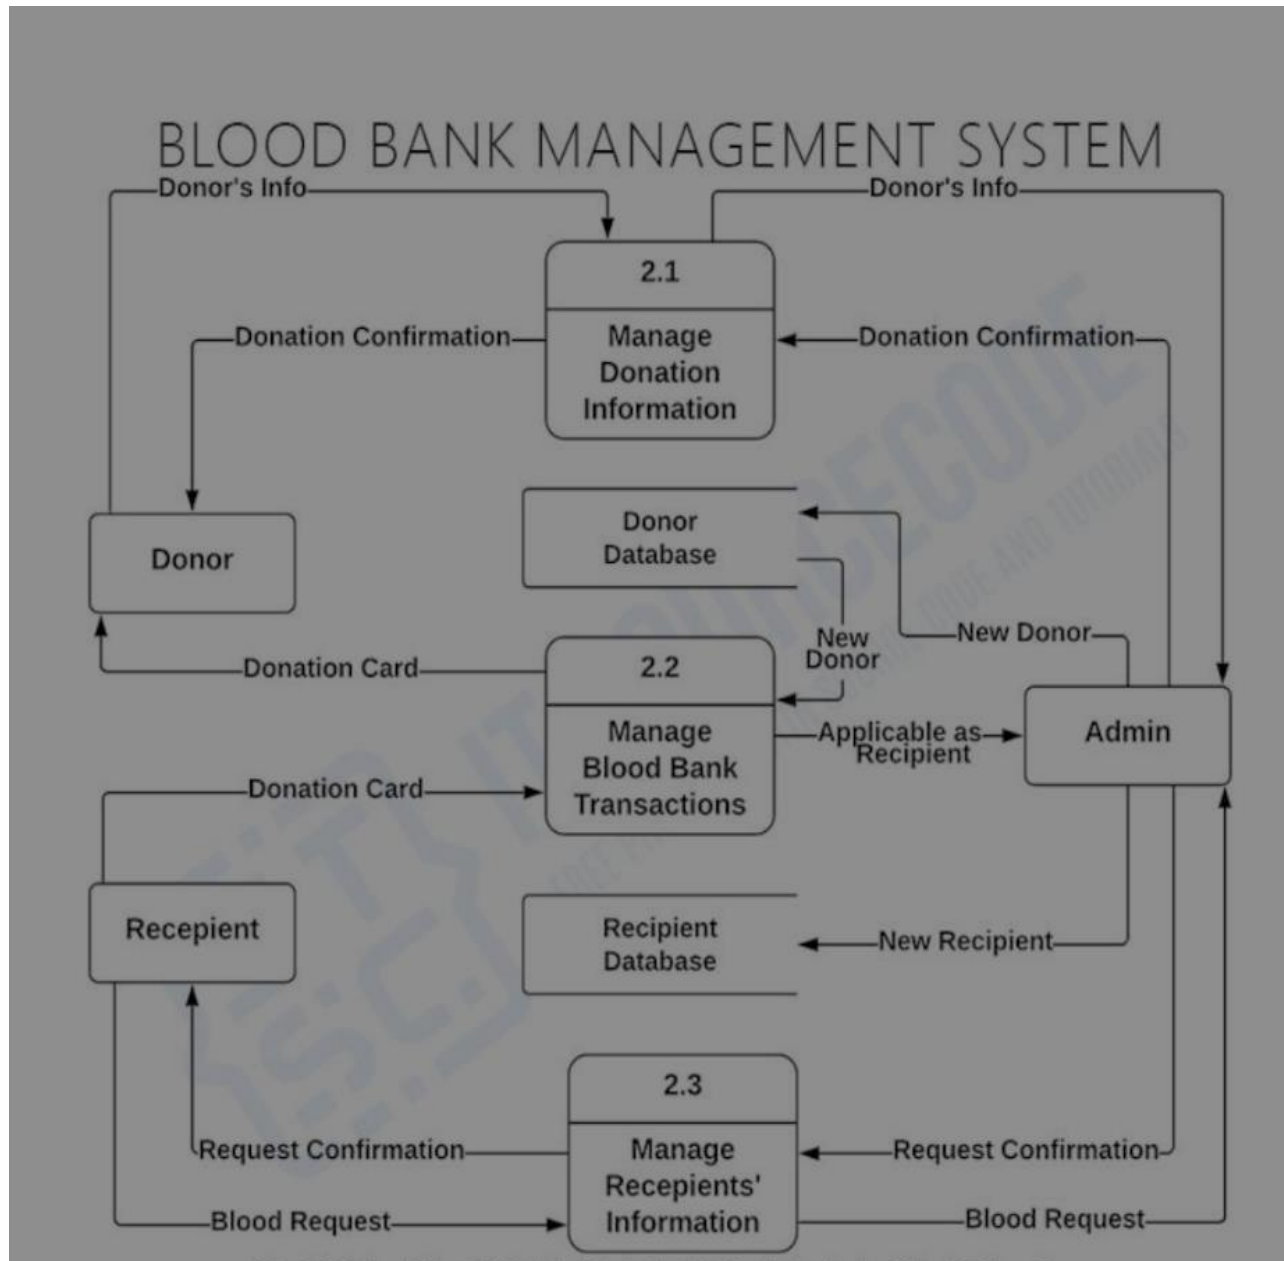 BLOOD BANK MANAGEMENT SYSTEM
Donor's Info
Donor's Info
2.1
Donation Confirmation
Manage
Donation
Information
Donation Confirmation
Donor
Database
Donor
New Donor
New
Donor
Donation Card
2.2
Manage
Blood Bank
Transactions
Applicable as
Recipient
Admin
Donation Card
Recepient
Recipient
Database
New Recipient
2.3
Request Confirmation
Manage
Recepients'
Information
Request Confirmation
Blood Request
Blood Request